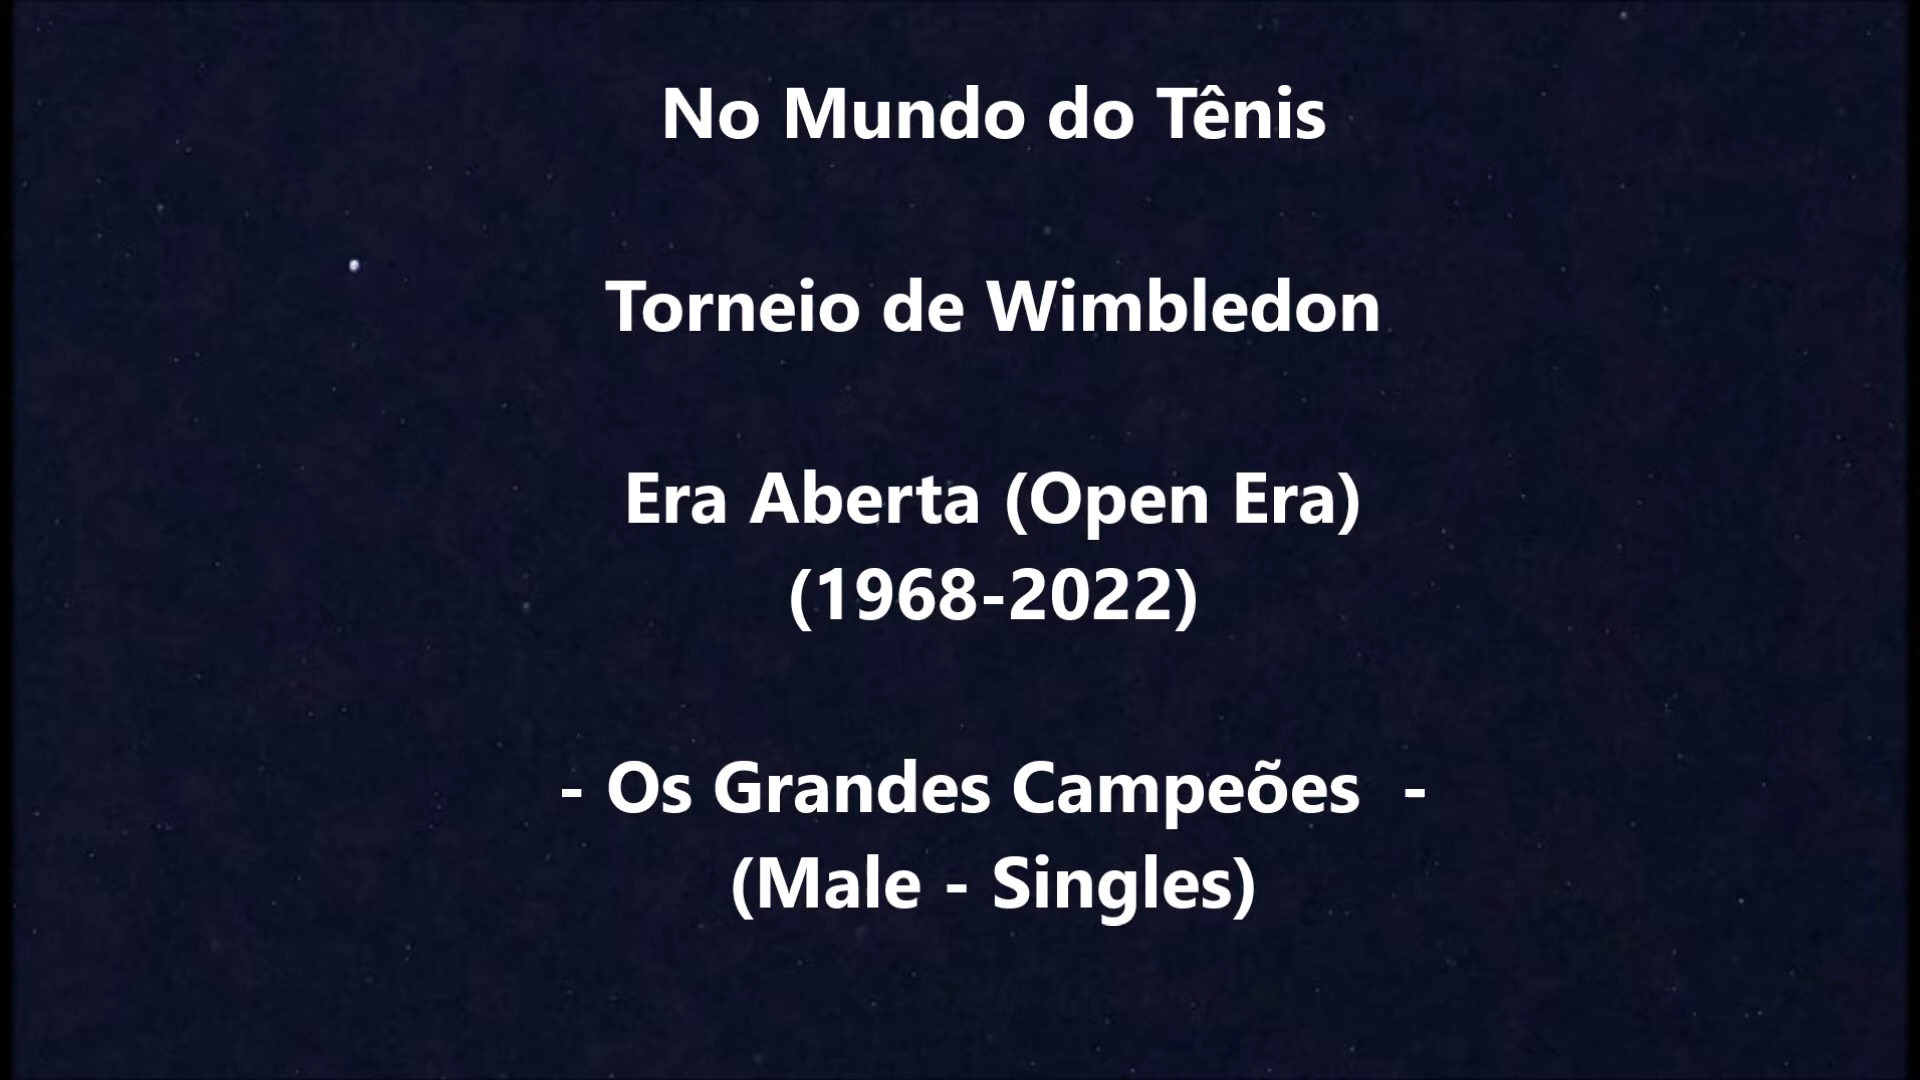 No Mundo do Tênis
Torneio de Wimbledon
Era Aberta (Open Era)
(1968-2022)
- Os Grandes Campeões  -
(Male - Singles)